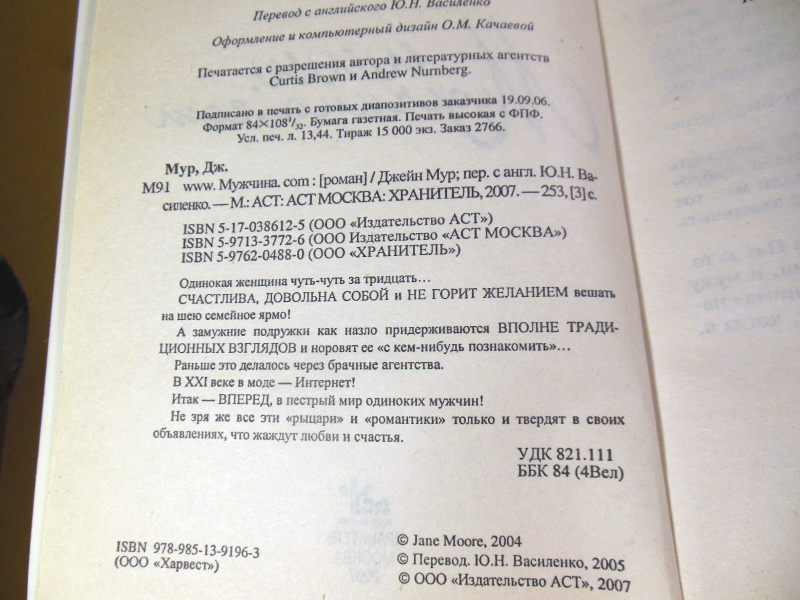 Перевод с английского Ю.Н. Василенко
Оформление и компьютерный дизайн О.М. Качаевой
Печатается с разрешения автора и литературных агентств
Curtis Brown и Andrew Nurnberg.
Подписано в печать с готовых диапозитивов заказчика 19.09.06.
Формат 84×108 1/32. Бумага газетная. Печать высокая с ФПФ.
Усл. печ. л. 13,44. Тираж 15 000 экз. Заказ 2766.
Мур, Дж.
М91 www. Мужчина. com : [роман] / Джейн Мур; пер. с англ. Ю.Н. Ва-
силенко. — М.: АСТ: АСТ МОСКВА: ХРАНИТЕЛЬ, 2007. — 253, [3] с.
ISBN 5-17-038612-5 (ООО «Издательство АСТ»)
ISBN 5-9713-3772-6 (ООО Издательство «АСТ МОСКВА»)
ISBN 5-9762-0488-0 (ООО «ХРАНИТЕЛЬ»)
Одинокая женщина чуть-чуть за тридцать...
СЧАСТЛИВА, ДОВОЛЬНА СОБОЙ и НЕ ГОРИТ ЖЕЛАНИЕМ вешать
на шею семейное ярмо!
А замужние подружки как назло придерживаются ВПОЛНЕ ТРАДИ-
ЦИОННЫХ ВЗГЛЯДОВ и норовят ее «с кем-нибудь познакомить»...
Раньше это делалось через брачные агентства.
В XXI веке в моде — Интернет!
Итак — ВПЕРЕД, в пестрый мир одиноких мужчин!
Не зря же все эти «рыцари» и «романтики» только и твердят в своих
объявлениях, что жаждут любви и счастья.
УДК 821.111
ББК 84 (4Вел)
ISBN 978-985-13-9196-3
(ООО «Харвест»)
© Jane Moore, 2004
© Перевод. Ю.Н. Василенко, 2005
© ООО «Издательство АСТ», 2007